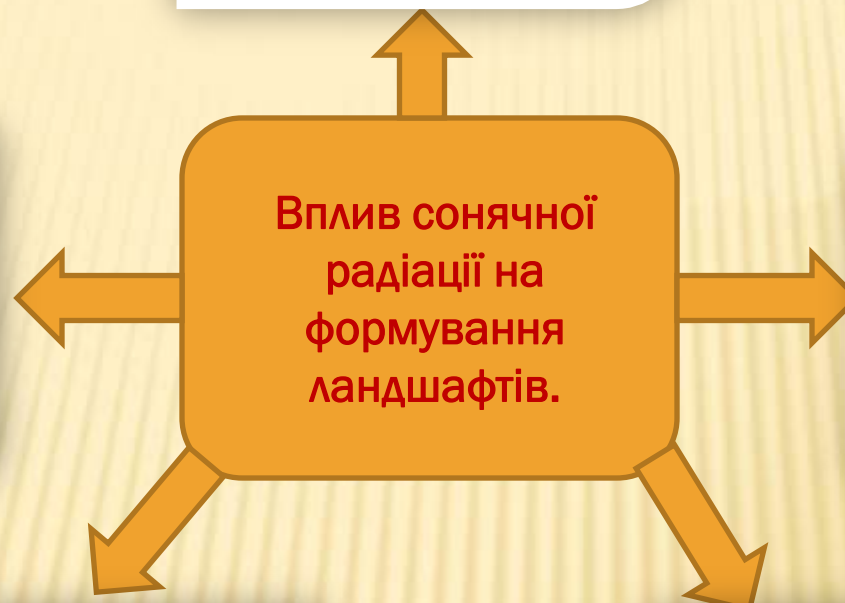 Вплив сонячної
радіації на
формування
ландшафтів.